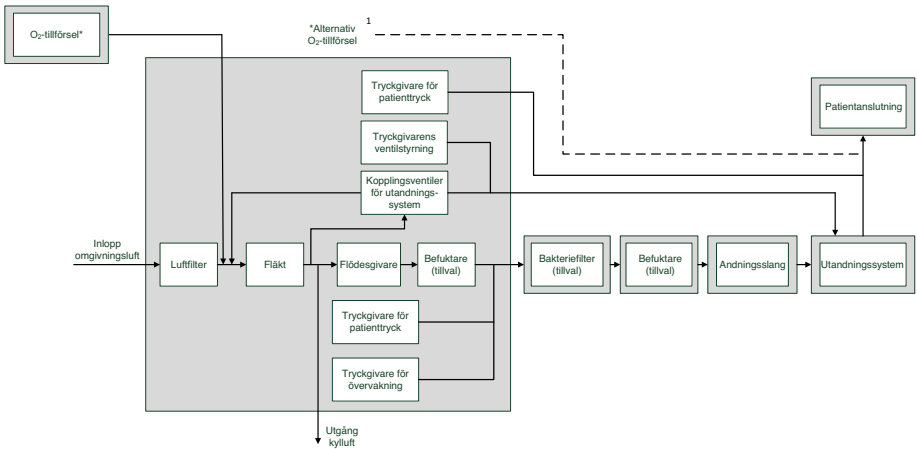 O₂-tillförsel*
*Alternativ 1
O₂-tillförsel
Tryckgivare för
patienttryck
Patientanslutning
Tryckgivarens
ventilstyrning
Kopplingsventiler
för utandnings-
system
Inlopp
omgivningsluft
Luftfilter
Fläkt
Flödesgivare
Befuktare
(tillval)
Bakteriefilter
(tillval)
Befuktare
(tillval)
Andningsslang
Utandningssystem
Tryckgivare för
patienttryck
Tryckgivare för
övervakning
Utgång
kylluft